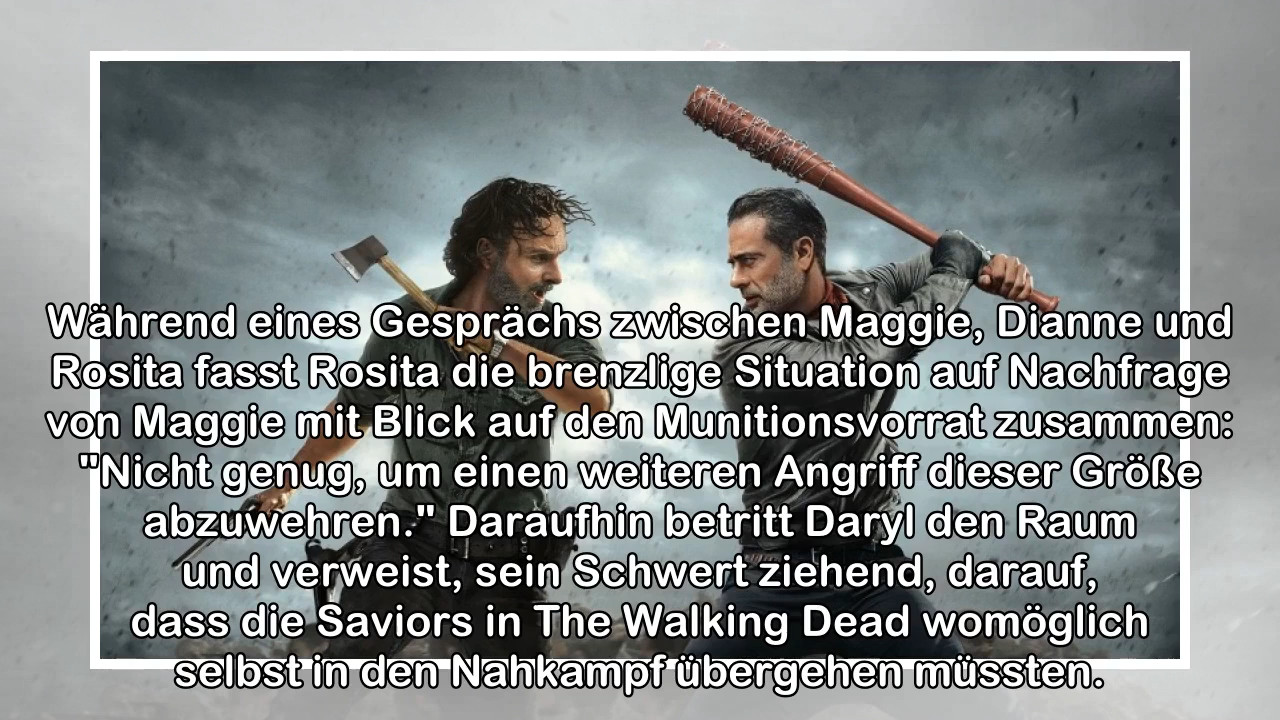 Während eines Gesprächs zwischen Maggie, Dianne und
Rosita fasst Rosita die brenzlige Situation auf Nachfrage
von Maggie mit Blick auf den Munitionsvorrat zusammen:
"Nicht genug, um einen weiteren Angriff dieser Größe
abzuwehren." Daraufhin betritt Daryl den Raum
und verweist, sein Schwert ziehend, darauf,
dass die Saviors in The Walking Dead womöglich
selbst in den Nahkampf übergehen müssten.